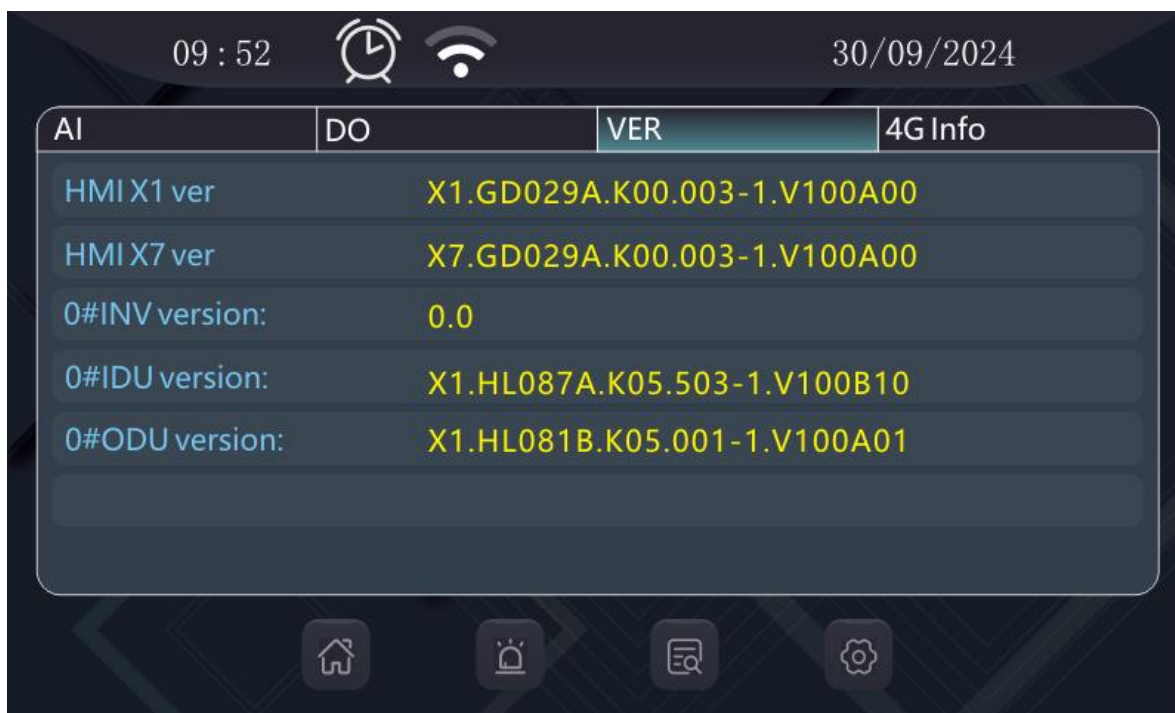 09 : 52 30/09/2024
AI DO VER 4G Info
HMI X1 ver X1.GD029A.K00.003-1.V100A00
HMI X7 ver X7.GD029A.K00.003-1.V100A00
0#INV version: 0.0
0#IDU version: X1.HL087A.K05.503-1.V100B10
0#ODU version: X1.HL081B.K05.001-1.V100A01